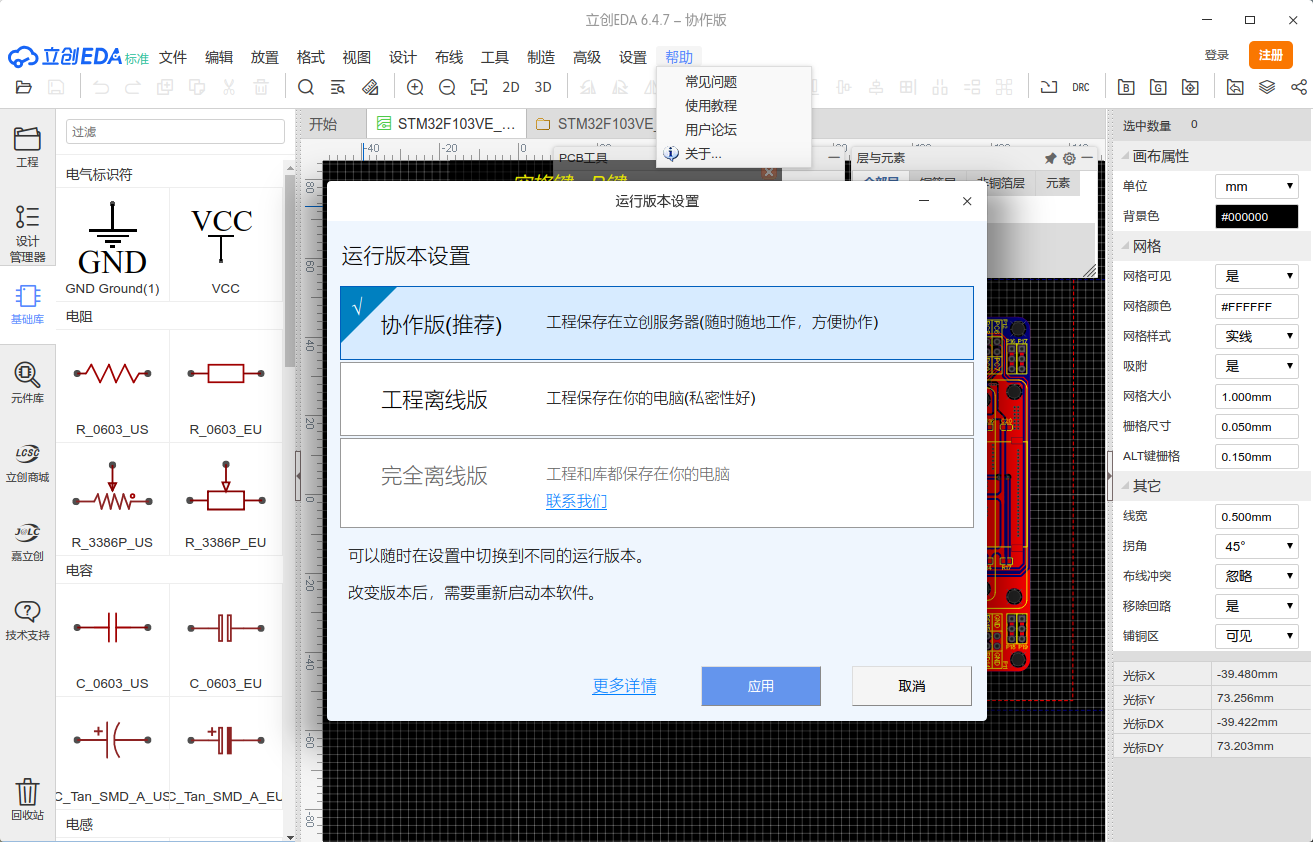 立创EDA 6.4.7 – 协作版
立创EDA 标准 文件 编辑 放置 格式 视图 设计 布线 工具 制造 高级 设置 帮助 登录 注册
2D 3D DRC B G
常见问题
使用教程
用户论坛
关于...
工程
设计
管理器
基础库
元件库
LCSC
立创商城
J@LC
嘉立创
技术支持
回收站
过滤
电气标识符
GND
GND Ground(1)
VCC
VCC
电阻
R_0603_US R_0603_EU
R_3386P_US R_3386P_EU
电容
C_0603_US C_0603_EU
C_Tan_SMD_A_US C_Tan_SMD_A_EU
电感
开始 STM32F103VE_... STM32F103VE_
-40 -20 0
80
60
40
20
0
-20
-40
-60
-80
PCB工具
层与元素
非铜箔层 元素
运行版本设置
运行版本设置
√
协作版(推荐) 工程保存在立创服务器(随时随地工作，方便协作)
工程离线版 工程保存在你的电脑(私密性好)
完全离线版 工程和库都保存在你的电脑
联系我们
可以随时在设置中切换到不同的运行版本。
改变版本后，需要重新启动本软件。
更多详情 应用 取消
选中数量 0
画布属性
单位 mm
背景色 #000000
网格
网格可见 是
网格颜色 #FFFFFF
网格样式 实线
吸附 是
网格大小 1.000mm
栅格尺寸 0.050mm
ALT键栅格 0.150mm
其它
线宽 0.500mm
拐角 45°
布线冲突 忽略
移除回路 是
铺铜区 可见
光标X -39.480mm
光标Y 73.256mm
光标DX -39.422mm
光标DY 73.203mm